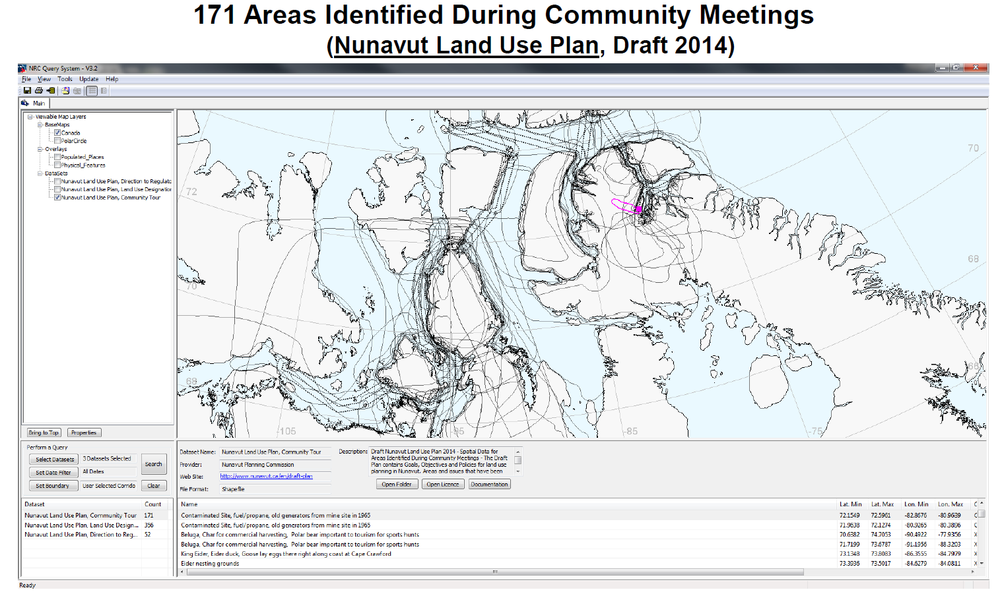 171 Areas Identified During Community Meetings
(Nunavut Land Use Plan, Draft 2014)
NRC Query System - V3.2
File View Tools Update Help
Main
Viewable Map Layers
BaseMaps
Canada
PolarCircle
Overlays
Populated_Places
Physical_Features
DataSets
Nunavut Land Use Plan, Direction to Regulato
Nunavut Land Use Plan, Land Use Designation
Nunavut Land Use Plan, Community Tour
Bring to Top Properties
72
70
68
70
68
66
-105
-95
-85
-75
Perform a Query
Select Datasets 3 Datasets Selected
Set Date Filter All Dates
Search
Set Boundary User Selected Corrido Clear
Dataset Name: Nunavut Land Use Plan, Community Tour
Provider: Nunavut Planning Commission
Web Site: http://www.nunavut.ca/en/draft-plan
File Format: Shapefile
Description: Draft Nunavut Land Use Plan 2014 - Spatial Data for
Areas Identified During Community Meetings - The Draft
Plan contains Goals, Objectives and Policies for land use
planning in Nunavut. Areas and issues that have been
Open Folder Open Licence Documentation
Dataset Count
Nunavut Land Use Plan, Community Tour 171
Nunavut Land Use Plan, Land Use Design... 356
Nunavut Land Use Plan, Direction to Reg... 52
Name Lat. Min Lat. Max Lon. Min Lon. Max C
Contaminated Site, fuel/propane, old generators from mine site in 1965 72.1549 72.5961 -82.8676 -80.9639 C
Contaminated Site, fuel/propane, old generators from mine site in 1965 71.9638 72.1274 -80.9265 -80.3896 C
Beluga, Char for commercial harvesting, Polar bear important to tourism for sports hunts 70.6382 74.7053 -90.4922 -77.9356 X
Beluga, Char for commercial harvesting, Polar bear important to tourism for sports hunts 71.7199 73.6787 -91.1956 -88.3203 X
King Eider, Eider duck, Goose lay eggs there right along coast at Cape Crawford 73.1348 73.8083 -86.3555 -84.7979 X
Eider nesting grounds 73.3936 73.5017 -84.6279 -84.0811 X
Ready